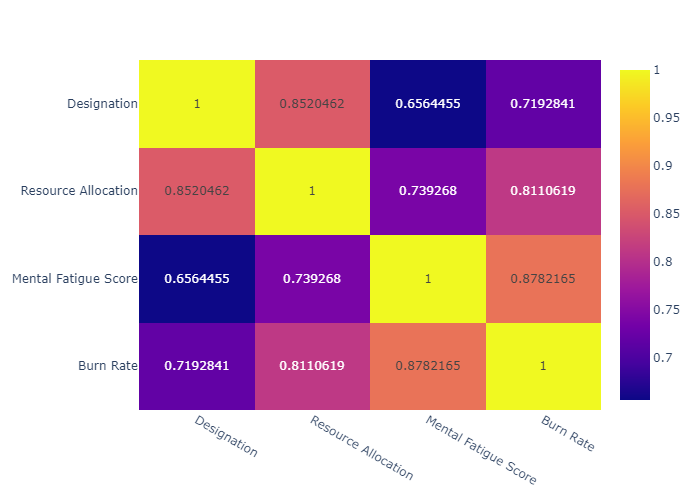 Designation 1 0.8520462 0.6564455 0.7192841
Resource Allocation 0.8520462 1 0.739268 0.8110619
Mental Fatigue Score 0.6564455 0.739268 1 0.8782165
Burn Rate 0.7192841 0.8110619 0.8782165 1
Designation
Resource Allocation
Mental Fatigue Score
Burn Rate
1
0.95
0.9
0.85
0.8
0.75
0.7